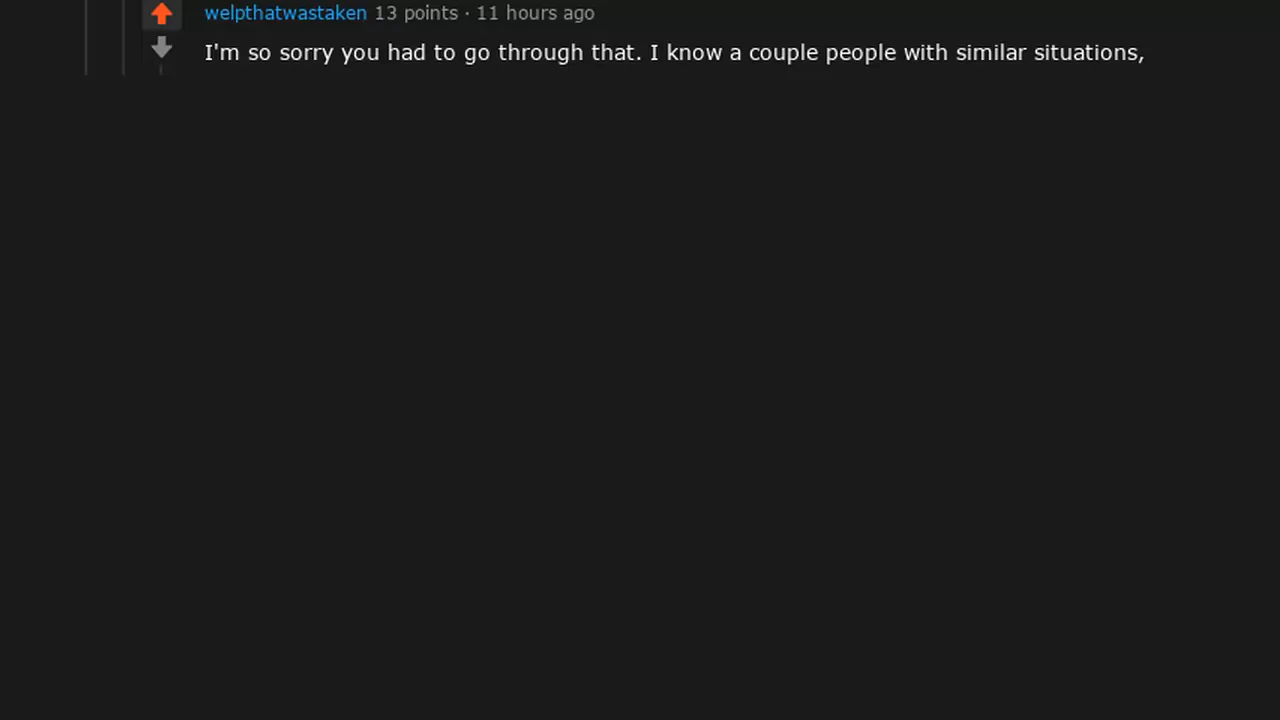 welpthatwastaken 13 points · 11 hours ago
I'm so sorry you had to go through that. I know a couple people with similar situations,